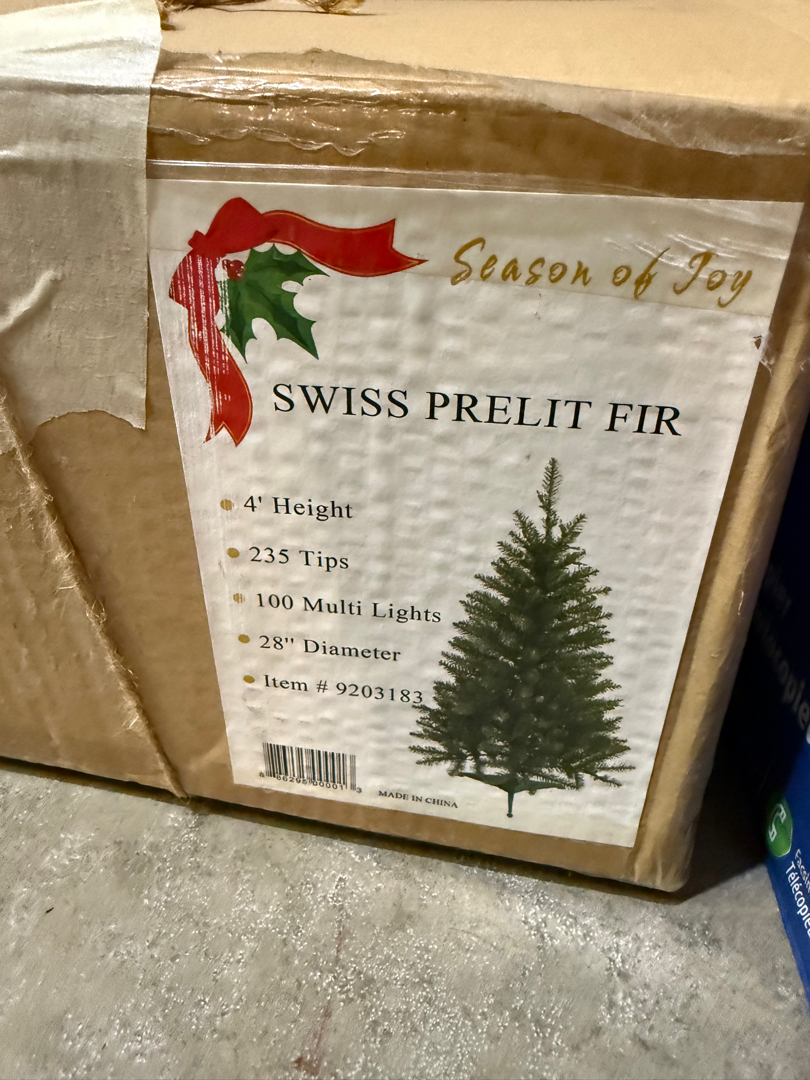 Season of Joy
SWISS PRELIT FIR
4' Height
235 Tips
100 Multi Lights
28" Diameter
Item # 9203183
MADE IN CHINA